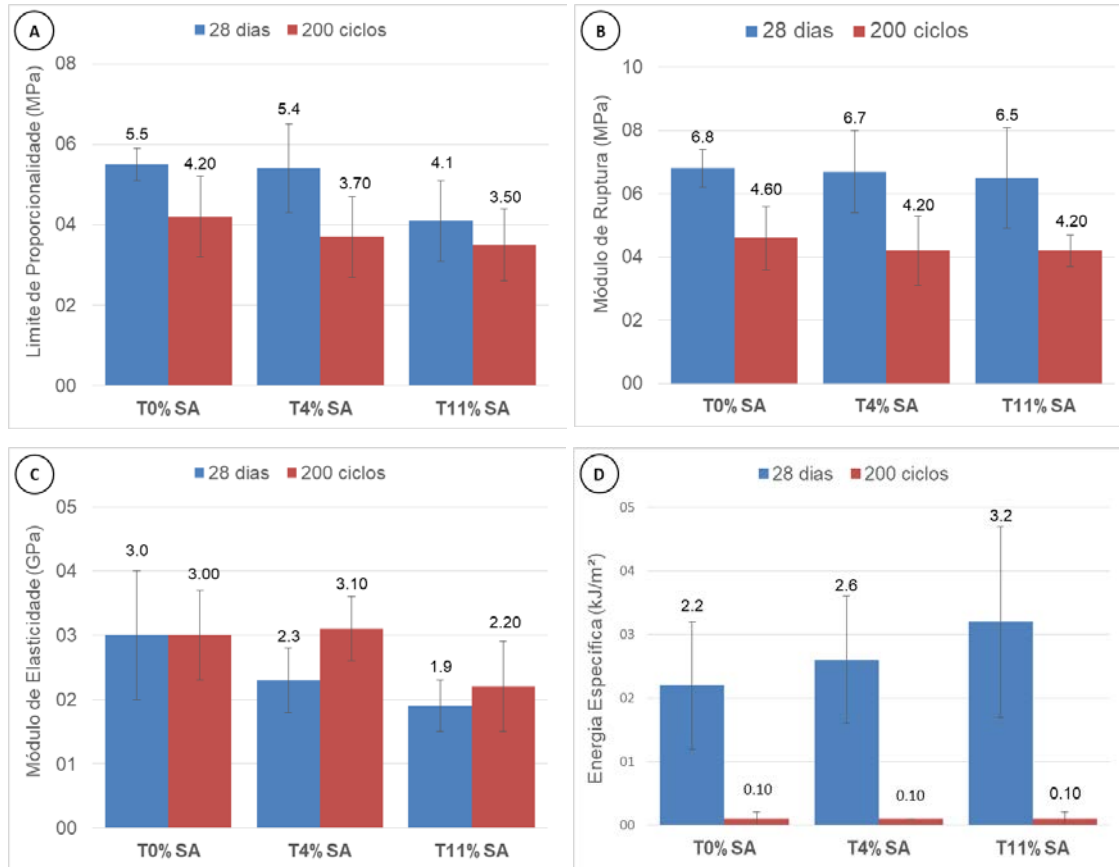 A
28 dias 200 ciclos
Limite de Proporcionalidade (MPa)
08
06
04
02
00
5.5
4.20
5.4
3.70
4.1
3.50
T0% SA T4% SA T11% SA
B
28 dias 200 ciclos
Módulo de Ruptura (MPa)
10
08
06
04
02
00
6.8
4.60
6.7
4.20
6.5
4.20
T0% SA T4% SA T11% SA
C
28 dias 200 ciclos
Módulo de Elasticidade (GPa)
05
04
03
02
01
00
3.0
3.00
2.3
3.10
1.9
2.20
T0% SA T4% SA T11% SA
D
28 dias 200 ciclos
Energia Específica (kJ/m²)
05
04
03
02
01
00
2.2
0.10
2.6
0.10
3.2
0.10
T0% SA T4% SA T11% SA